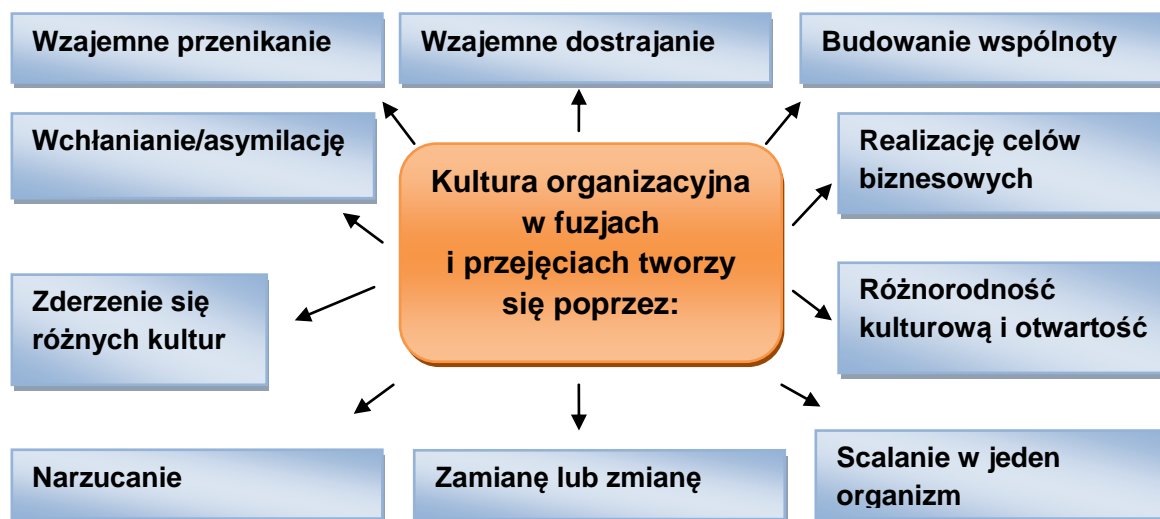 Wzajemne przenikanie
Wzajemne dostrajanie
Budowanie wspólnoty
Wchłanianie/asymilację
Realizację celów
biznesowych
Kultura organizacyjna
w fuzjach
i przejęciach tworzy
się poprzez:
Zderzenie się
różnych kultur
Różnorodność
kulturową i otwartość
Narzucanie
Zamianę lub zmianę
Scalanie w jeden
organizm